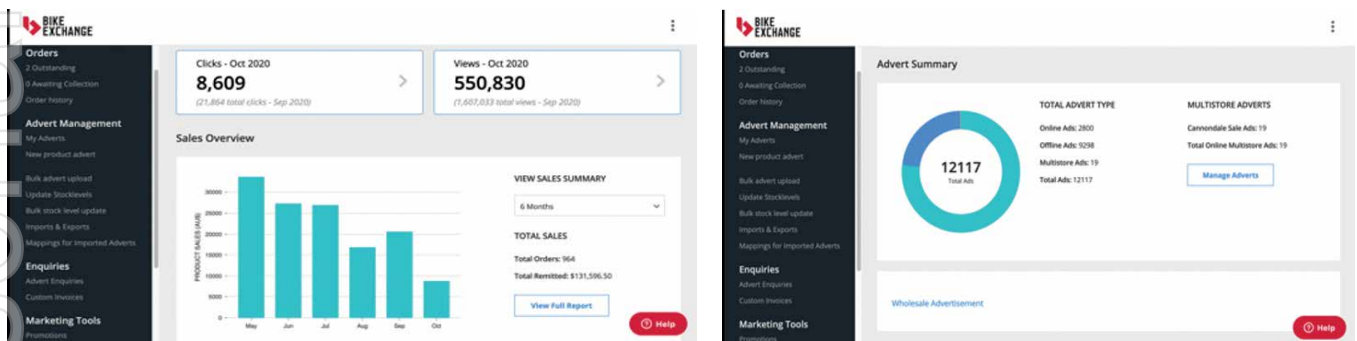 BIKE
EXCHANGE
Orders
2 Outstanding
0 Awaiting Collection
Order history
Advert Management
My Adverts
New product advert
Bulk advert upload
Update Stocklevels
Bulk stock level update
Imports & Exports
Mappings for Imported Adverts
Enquiries
Advert Enquiries
Custom Invoices
Marketing Tools
Promotions
Clicks - Oct 2020
8,609
(21,864 total clicks - Sep 2020)
Views - Oct 2020
550,830
(1,607,033 total views - Sep 2020)
Sales Overview
PRODUCT SALES (AU$)
30000
25000
20000
15000
10000
5000
0
May Jun Jul Aug Sep Oct
VIEW SALES SUMMARY
6 Months
TOTAL SALES
Total Orders: 964
Total Remitted: $131,596.50
View Full Report
Help
BIKE
EXCHANGE
Orders
2 Outstanding
0 Awaiting Collection
Order history
Advert Management
My Adverts
New product advert
Bulk advert upload
Update Stocklevels
Bulk stock level update
Imports & Exports
Mappings for Imported Adverts
Enquiries
Advert Enquiries
Custom Invoices
Marketing Tools
Promotions
Advert Summary
12117
Total Ads
TOTAL ADVERT TYPE
Online Ads: 2800
Offline Ads: 9298
Multistore Ads: 19
Total Ads: 12117
MULTISTORE ADVERTS
Cannondale Sale Ads: 19
Total Online Multistore Ads: 19
Manage Adverts
Wholesale Advertisement
Help